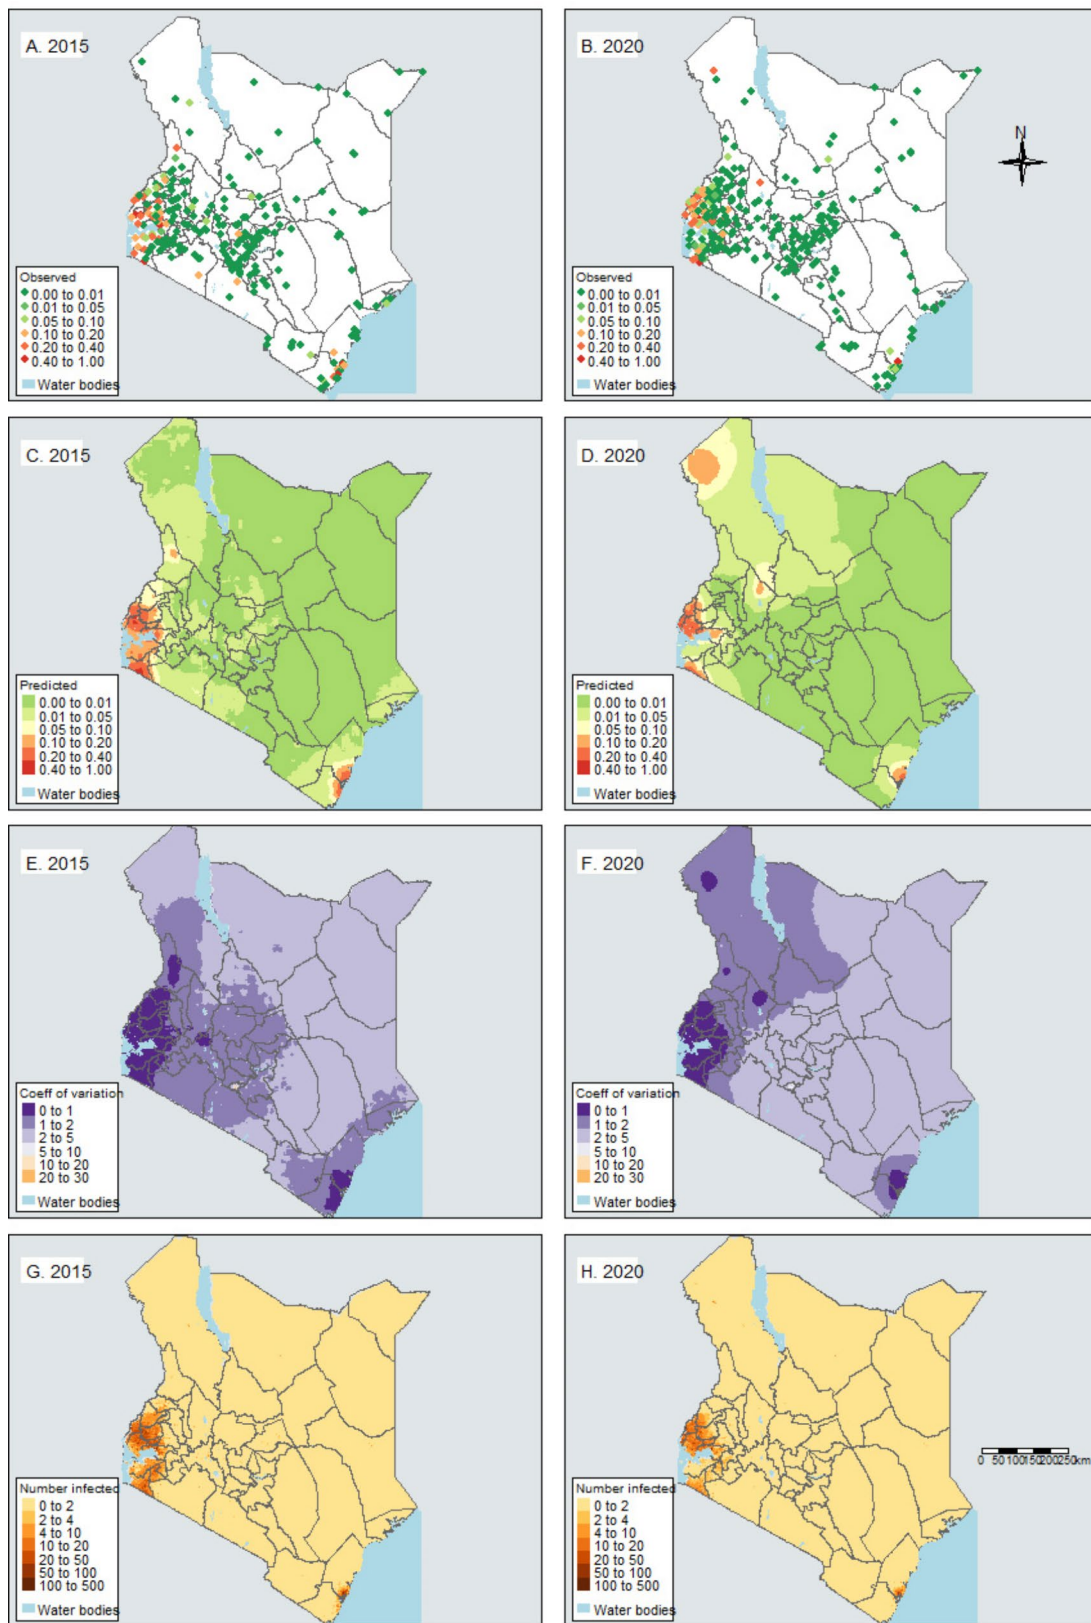 A. 2015
Observed
0.00 to 0.01
0.01 to 0.05
0.05 to 0.10
0.10 to 0.20
0.20 to 0.40
0.40 to 1.00
Water bodies
B. 2020
N
Observed
0.00 to 0.01
0.01 to 0.05
0.05 to 0.10
0.10 to 0.20
0.20 to 0.40
0.40 to 1.00
Water bodies
C. 2015
Predicted
0.00 to 0.01
0.01 to 0.05
0.05 to 0.10
0.10 to 0.20
0.20 to 0.40
0.40 to 1.00
Water bodies
D. 2020
Predicted
0.00 to 0.01
0.01 to 0.05
0.05 to 0.10
0.10 to 0.20
0.20 to 0.40
0.40 to 1.00
Water bodies
E. 2015
Coeff of variation
0 to 1
1 to 2
2 to 5
5 to 10
10 to 20
20 to 30
Water bodies
F. 2020
Coeff of variation
0 to 1
1 to 2
2 to 5
5 to 10
10 to 20
20 to 30
Water bodies
G. 2015
Number infected
0 to 2
2 to 4
4 to 10
10 to 20
20 to 50
50 to 100
100 to 500
Water bodies
H. 2020
0 50 100 150 200 250km
Number infected
0 to 2
2 to 4
4 to 10
10 to 20
20 to 50
50 to 100
100 to 500
Water bodies